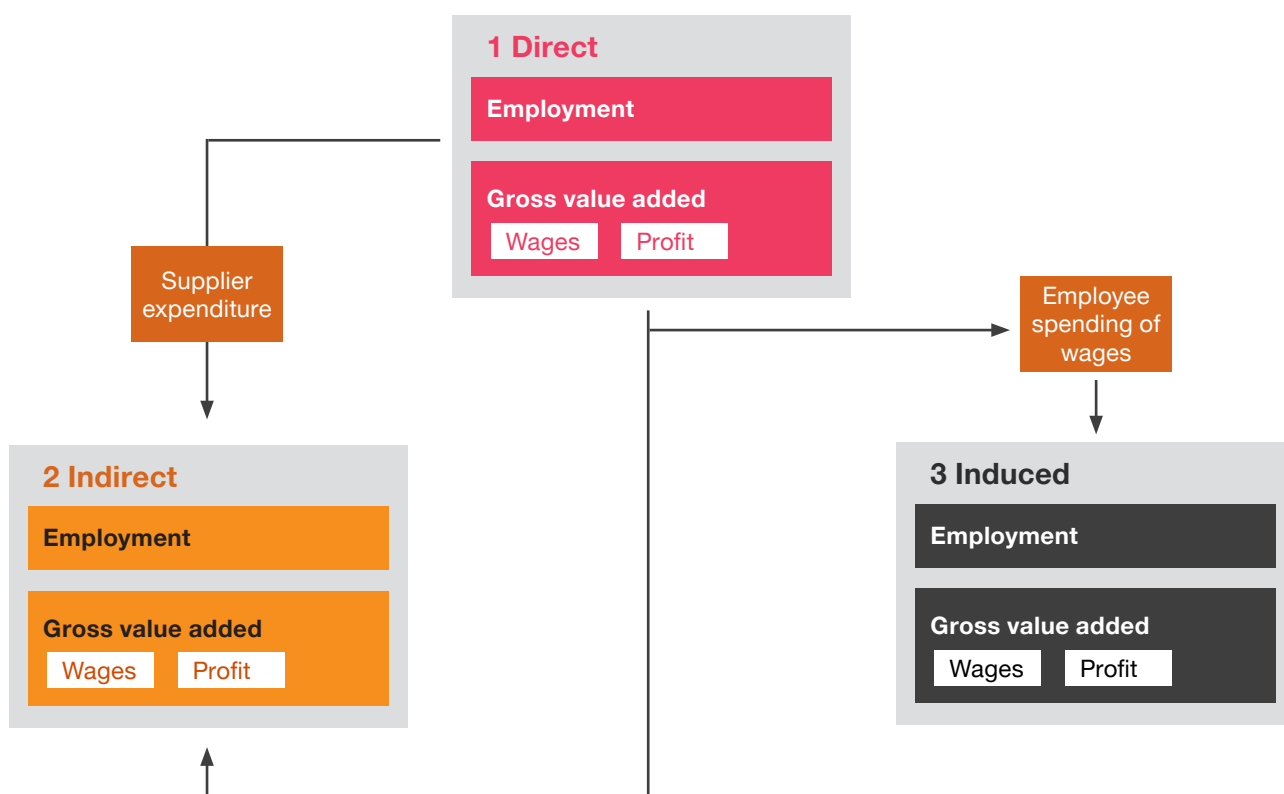 1 Direct
Employment
Gross value added
Wages Profit
Supplier
expenditure
Employee
spending of
wages
2 Indirect
Employment
Gross value added
Wages Profit
3 Induced
Employment
Gross value added
Wages Profit